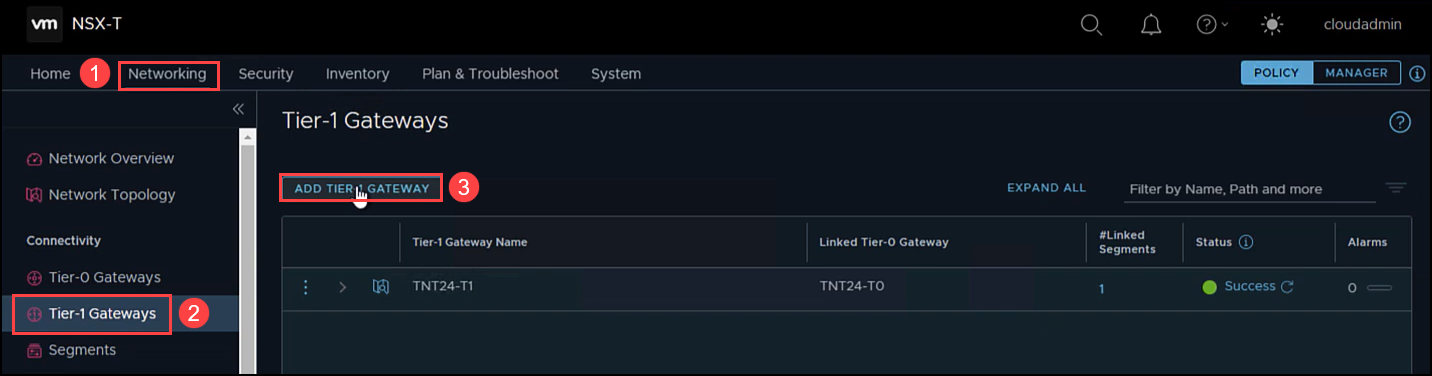 vm NSX-T cloudadmin
Home 1 Networking Security Inventory Plan & Troubleshoot System POLICY MANAGER
Tier-1 Gateways
Network Overview
Network Topology
ADD TIER-1 GATEWAY 3 EXPAND ALL Filter by Name, Path and more
Connectivity
Tier-1 Gateway Name Linked Tier-0 Gateway #Linked Segments Status Alarms
Tier-0 Gateways
TNT24-T1 TNT24-T0 1 Success 0
Tier-1 Gateways 2
Segments